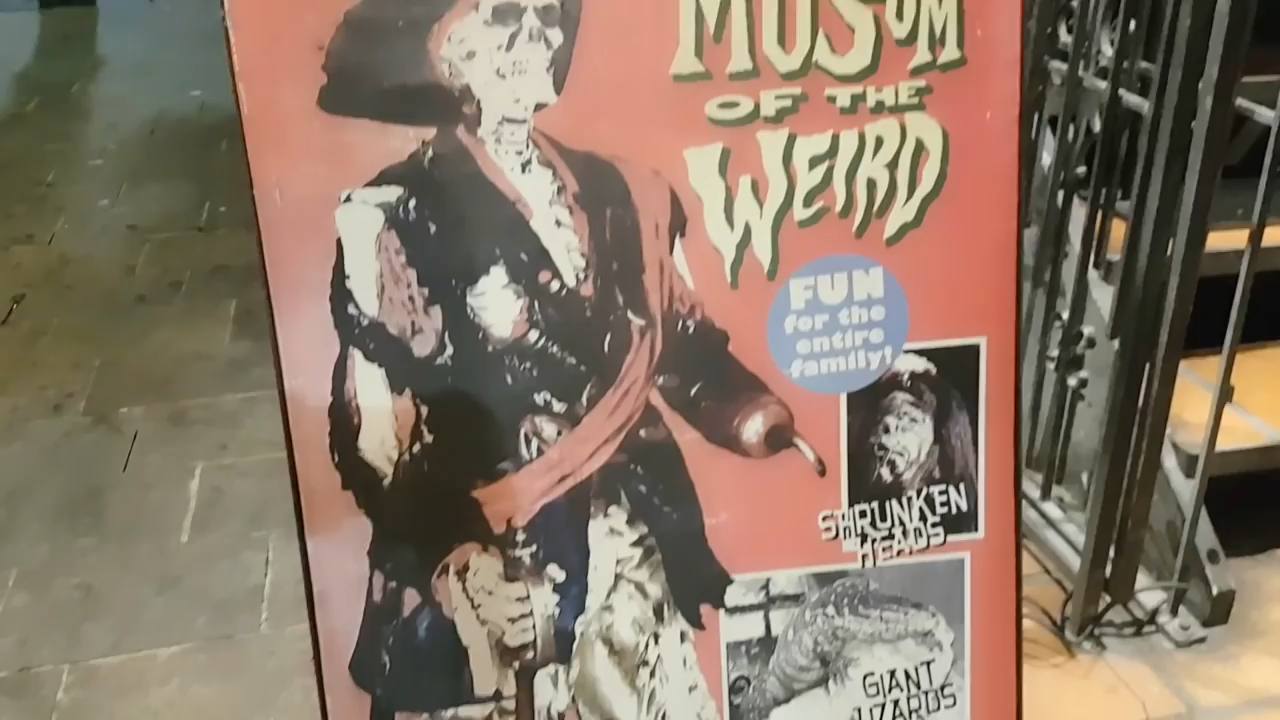 MUSEUM
OF THE
WEIRD
FUN
for the
entire
family!
SHRUNKEN
HEADS
GIANT
LIZARDS